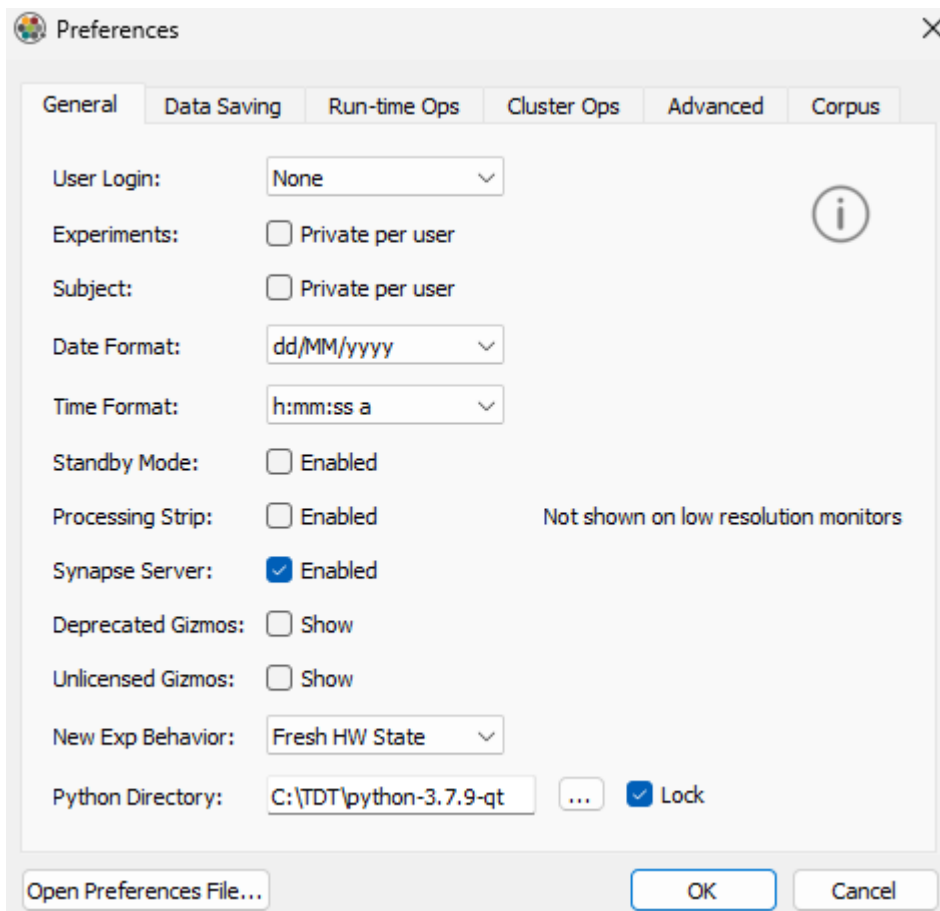 Preferences
General Data Saving Run-time Ops Cluster Ops Advanced Corpus
User Login: None
Experiments: Private per user
Subject: Private per user
Date Format: dd/MM/yyyy
Time Format: h:mm:ss a
Standby Mode: Enabled
Processing Strip: Enabled Not shown on low resolution monitors
Synapse Server: Enabled
Deprecated Gizmos: Show
Unlicensed Gizmos: Show
New Exp Behavior: Fresh HW State
Python Directory: C:\TDT\python-3.7.9-qt ... Lock
Open Preferences File... OK Cancel